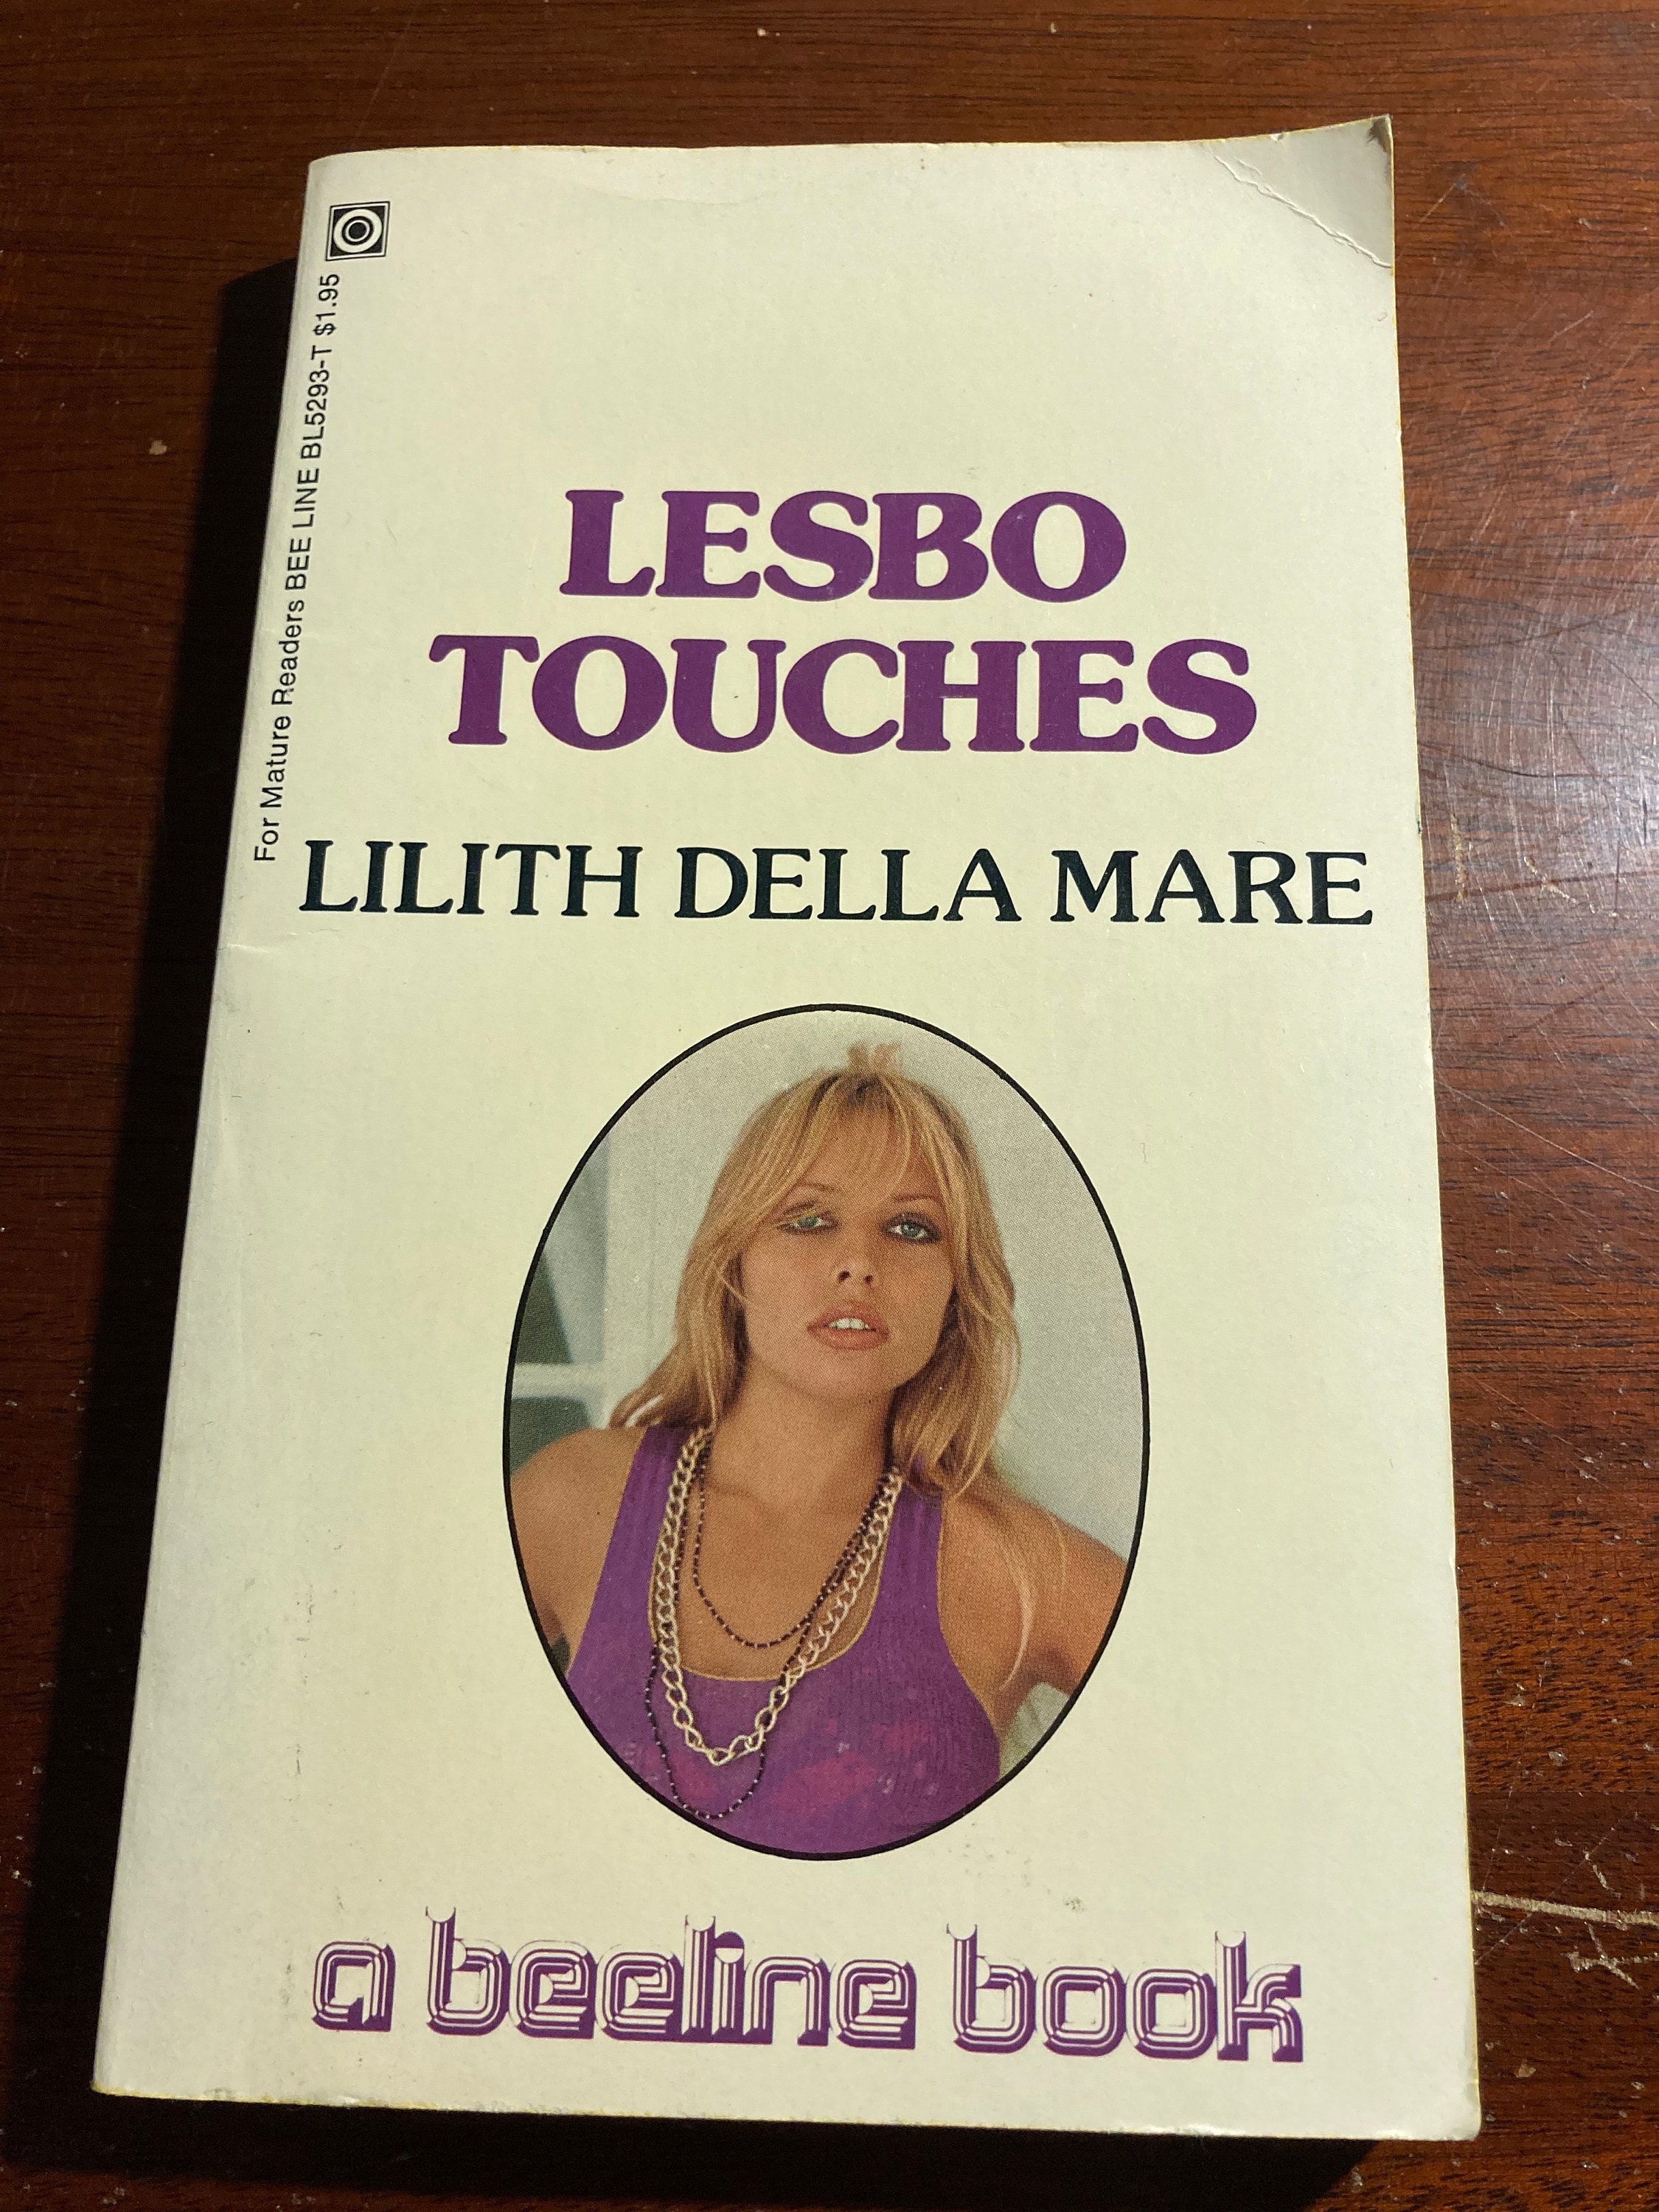 For Mature Readers BEE LINE BL5293-T $1.95
LESBO
TOUCHES
LILITH DELLA MARE
a beeline book